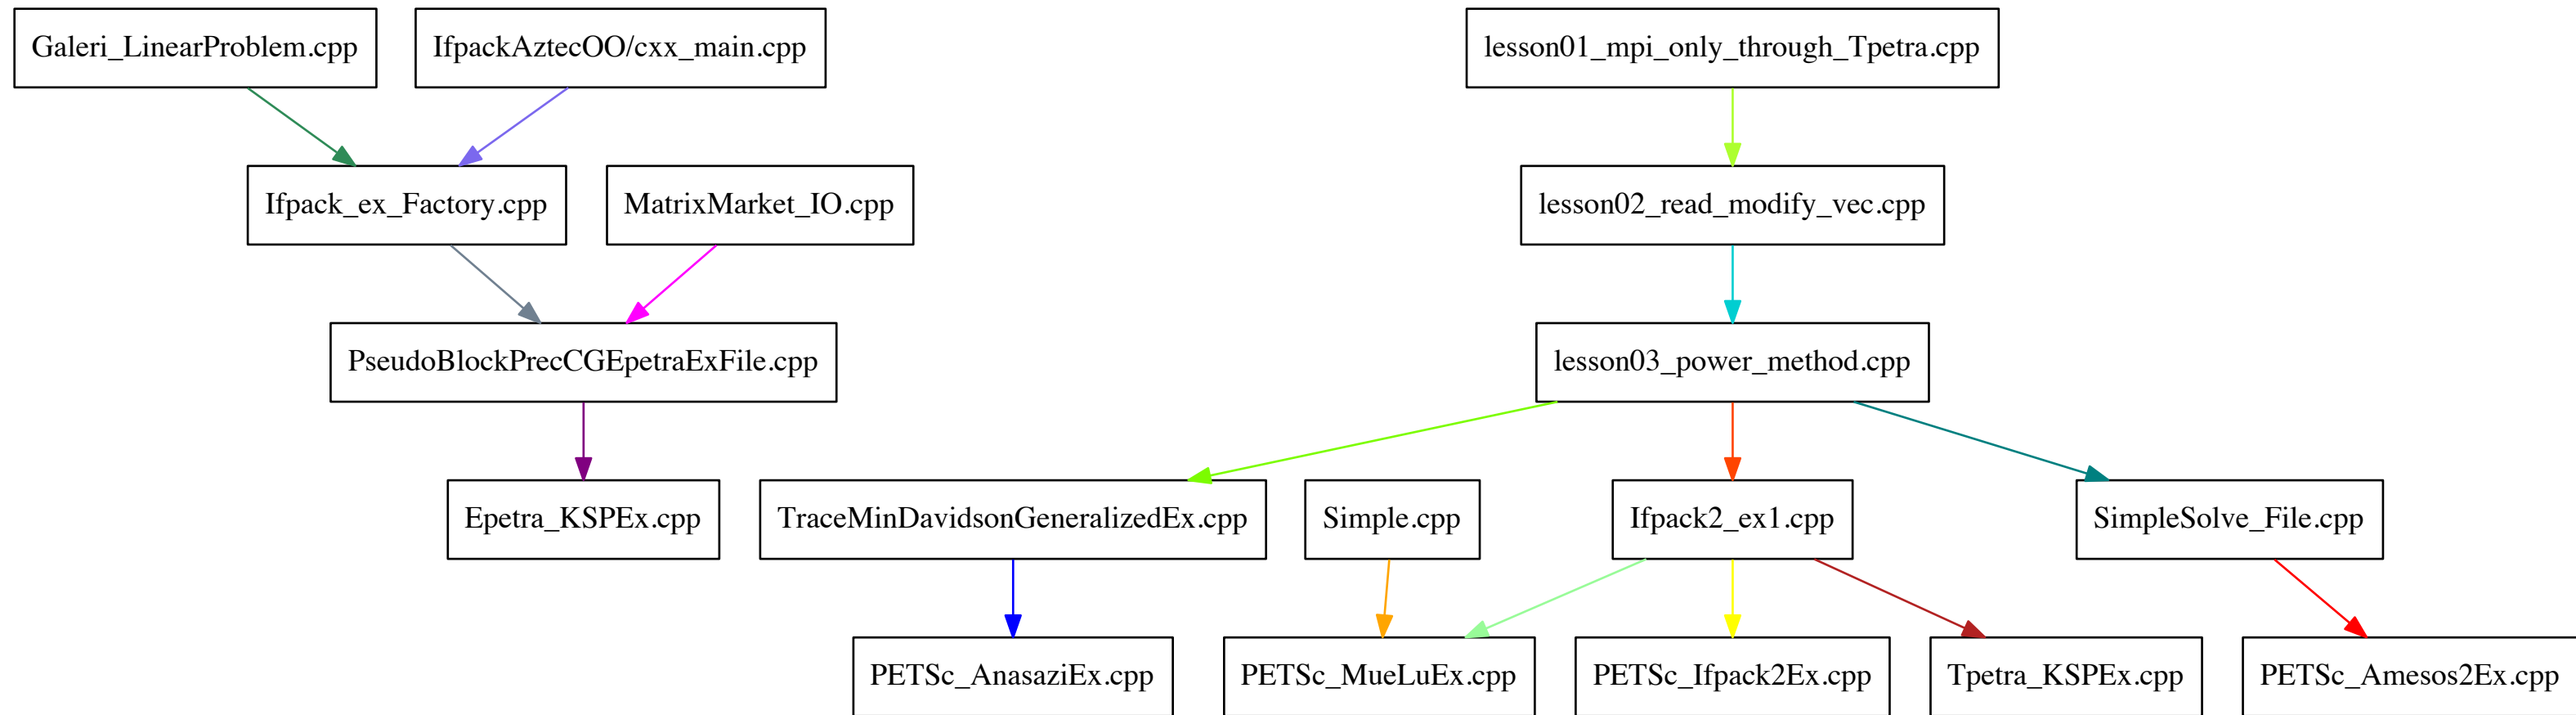 Galeri_LinearProblem.cpp
IfpackAztecOO/cxx_main.cpp
lesson01_mpi_only_through_Tpetra.cpp
Ifpack_ex_Factory.cpp
MatrixMarket_IO.cpp
lesson02_read_modify_vec.cpp
PseudoBlockPrecCGEpetraExFile.cpp
lesson03_power_method.cpp
Epetra_KSPEx.cpp
TraceMinDavidsonGeneralizedEx.cpp
Simple.cpp
Ifpack2_ex1.cpp
SimpleSolve_File.cpp
PETSc_AnasaziEx.cpp
PETSc_MueLuEx.cpp
PETSc_Ifpack2Ex.cpp
Tpetra_KSPEx.cpp
PETSc_Amesos2Ex.cpp